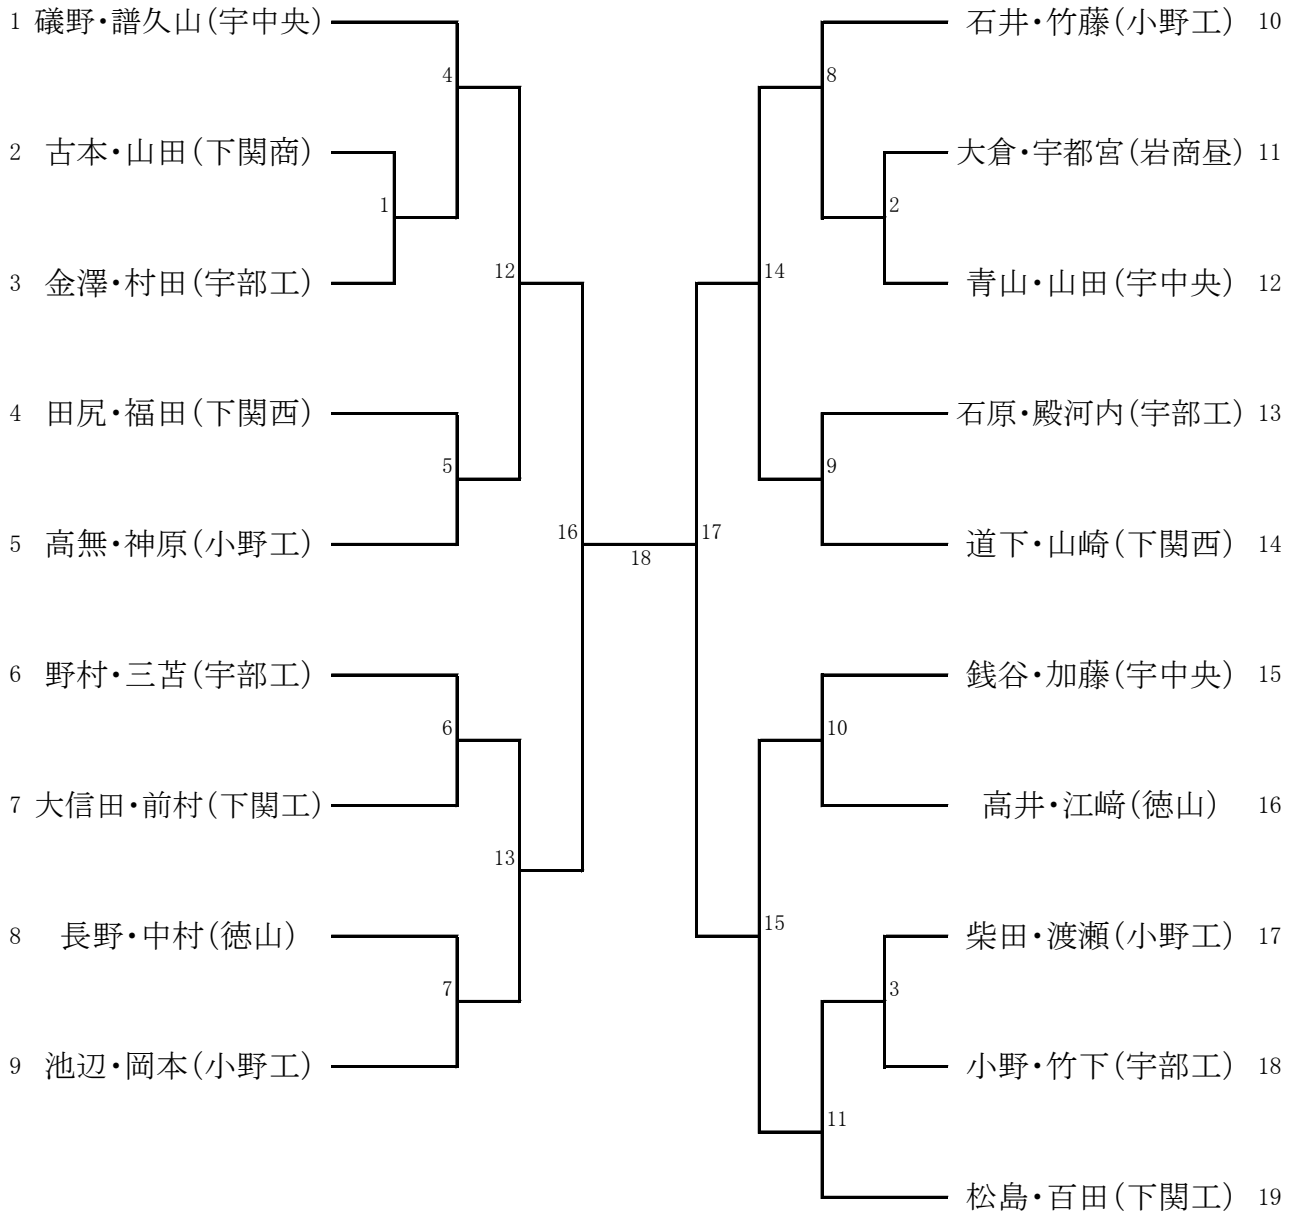 1 礒野・譜久山(宇中央)
4
2 古本・山田(下関商)
1
3 金澤・村田(宇部工)
12
4 田尻・福田(下関西)
5
5 高無・神原(小野工)
16
18
6 野村・三苫(宇部工)
6
7 大信田・前村(下関工)
13
8 長野・中村(徳山)
7
9 池辺・岡本(小野工)
石井・竹藤(小野工) 10
8
大倉・宇都宮(岩商昼) 11
2
青山・山田(宇中央) 12
14
石原・殿河内(宇部工) 13
9
道下・山崎(下関西) 14
17
銭谷・加藤(宇中央) 15
10
高井・江﨑(徳山) 16
15
柴田・渡瀬(小野工) 17
3
小野・竹下(宇部工) 18
11
松島・百田(下関工) 19